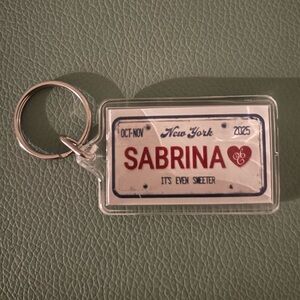 OCT-NOV New York 2025
SABRINA
IT'S EVEN SWEETER